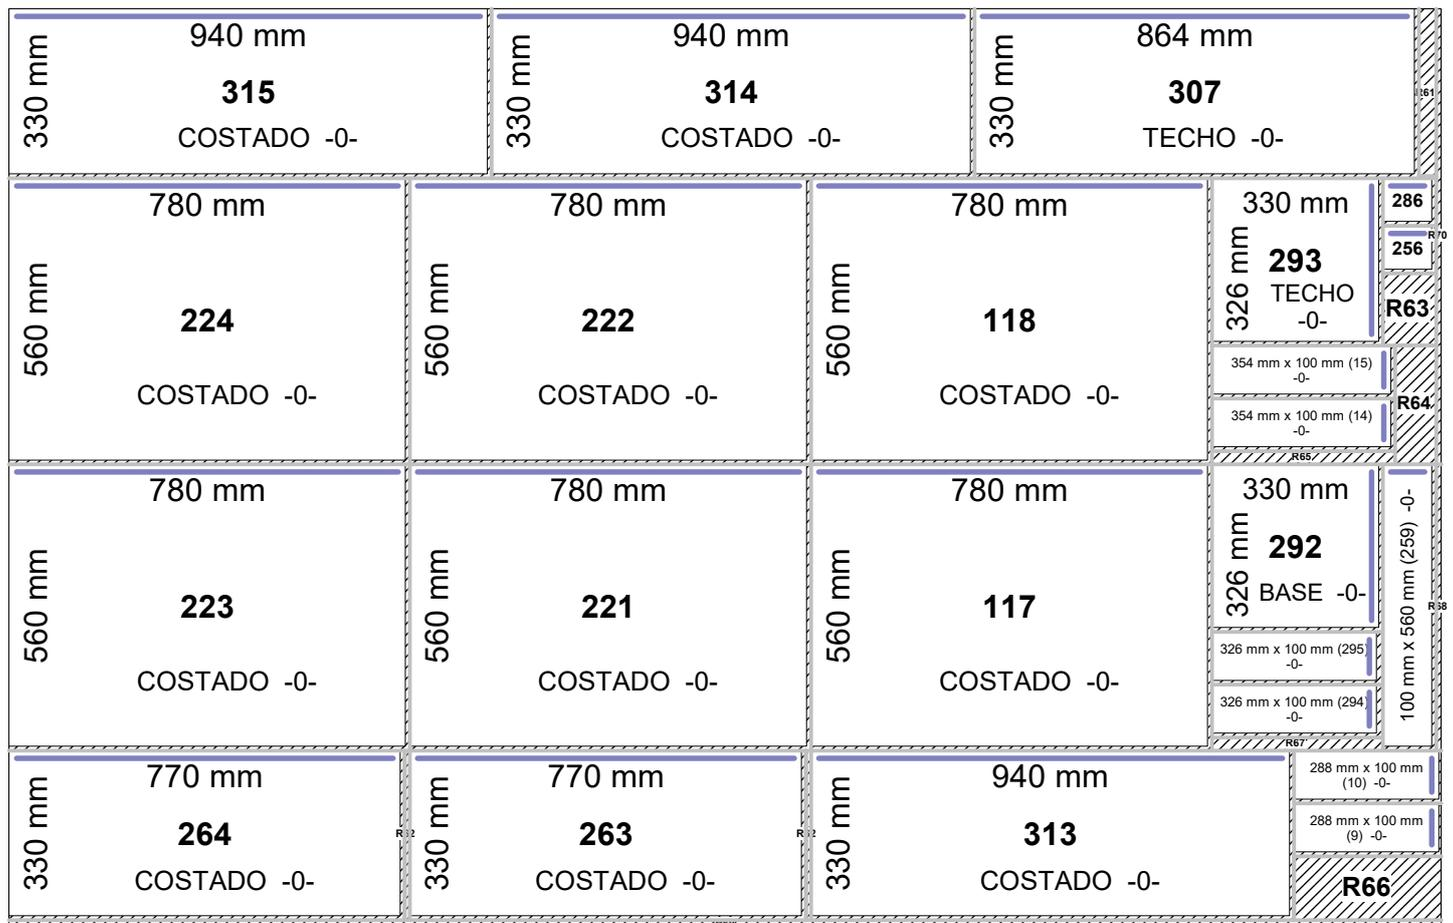 940 mm
330 mm
315
COSTADO -0-
940 mm
330 mm
314
COSTADO -0-
864 mm
330 mm
307
TECHO -0-
780 mm
560 mm
224
COSTADO -0-
780 mm
560 mm
222
COSTADO -0-
780 mm
560 mm
118
COSTADO -0-
330 mm
326 mm
293
TECHO
-0-
286
256
R63
354 mm x 100 mm (15)
-0-
354 mm x 100 mm (14)
-0-
R64
R65
780 mm
560 mm
223
COSTADO -0-
780 mm
560 mm
221
COSTADO -0-
780 mm
560 mm
117
COSTADO -0-
330 mm
326 mm
292
BASE -0-
326 mm x 100 mm (295)
-0-
326 mm x 100 mm (294)
-0-
R67
100 mm x 560 mm (259) -0-
770 mm
330 mm
264
COSTADO -0-
770 mm
330 mm
263
COSTADO -0-
940 mm
330 mm
313
COSTADO -0-
288 mm x 100 mm
(10) -0-
288 mm x 100 mm
(9) -0-
R66